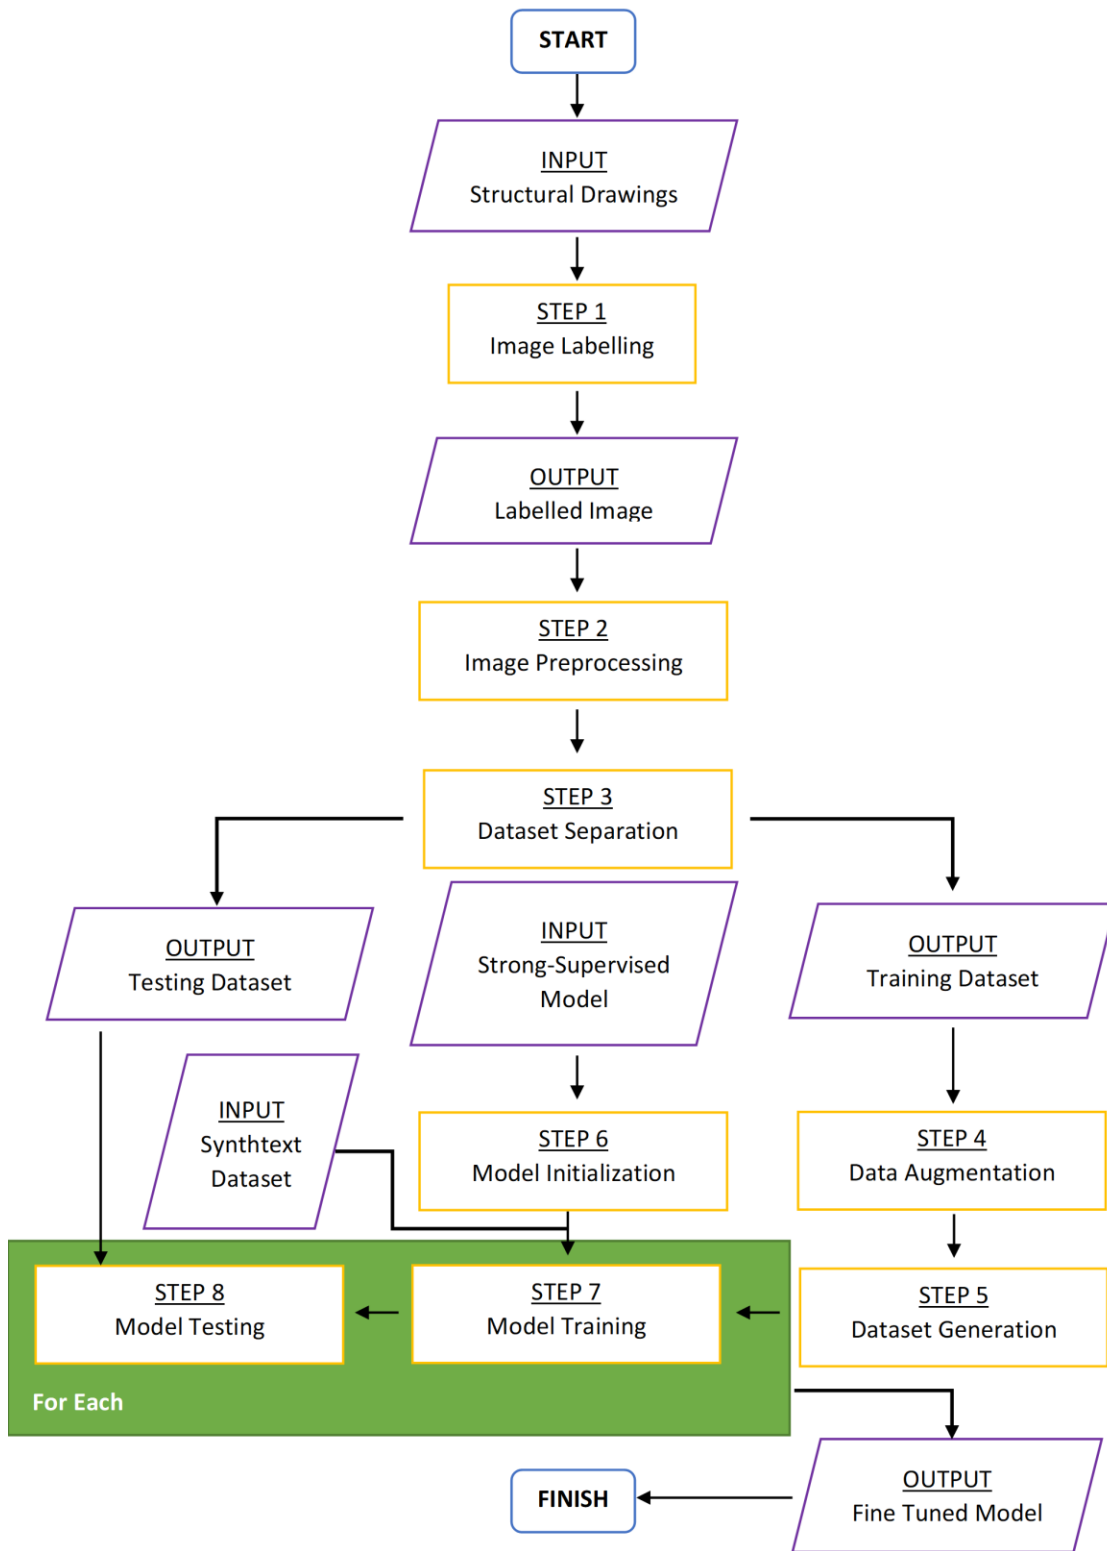 START
INPUT
Structural Drawings
STEP 1
Image Labelling
OUTPUT
Labelled Image
STEP 2
Image Preprocessing
STEP 3
Dataset Separation
OUTPUT
Testing Dataset
INPUT
Strong-Supervised
Model
OUTPUT
Training Dataset
INPUT
Synthtext
Dataset
STEP 6
Model Initialization
STEP 4
Data Augmentation
STEP 8
Model Testing
STEP 7
Model Training
STEP 5
Dataset Generation
For Each
OUTPUT
Fine Tuned Model
FINISH